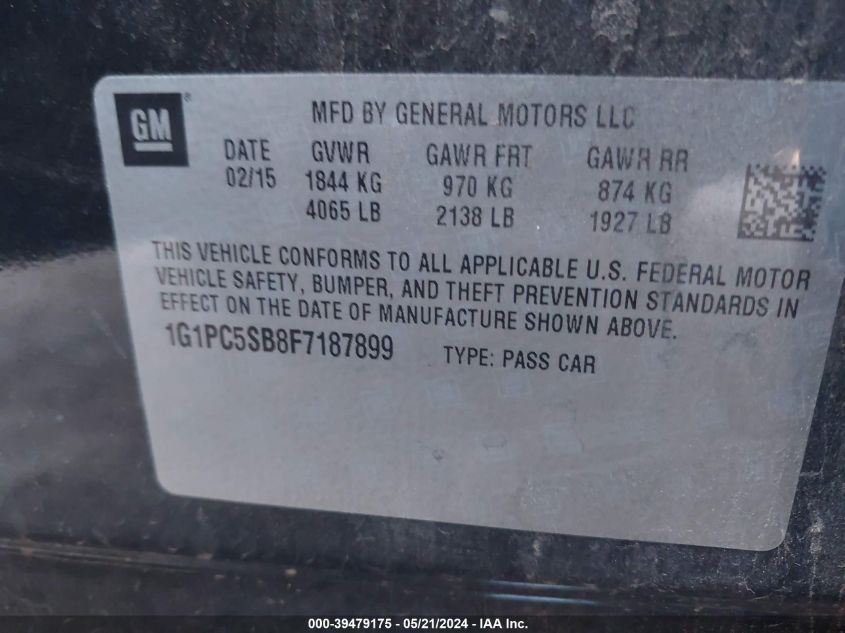 GM®
MFD BY GENERAL MOTORS LLC
DATE GVWR GAWR FRT GAWR RR
02/15 1844 KG 970 KG 874 KG
4065 LB 2138 LB 1927 LB
THIS VEHICLE CONFORMS TO ALL APPLICABLE U.S. FEDERAL MOTOR
VEHICLE SAFETY, BUMPER, AND THEFT PREVENTION STANDARDS IN
EFFECT ON THE DATE OF MANUFACTURE SHOWN ABOVE.
1G1PC5SB8F7187899 TYPE: PASS CAR
000-39479175 - 05/21/2024 - IAA Inc.